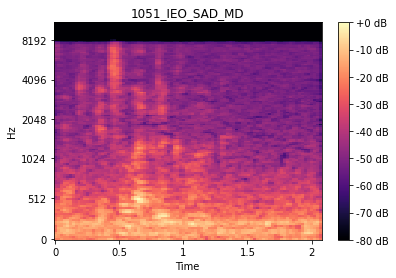 1051_IEO_SAD_MD
8192
4096
2048
1024
512
0
Hz
0
0.5
1
1.5
2
Time
+0 dB
-10 dB
-20 dB
-30 dB
-40 dB
-50 dB
-60 dB
-70 dB
-80 dB